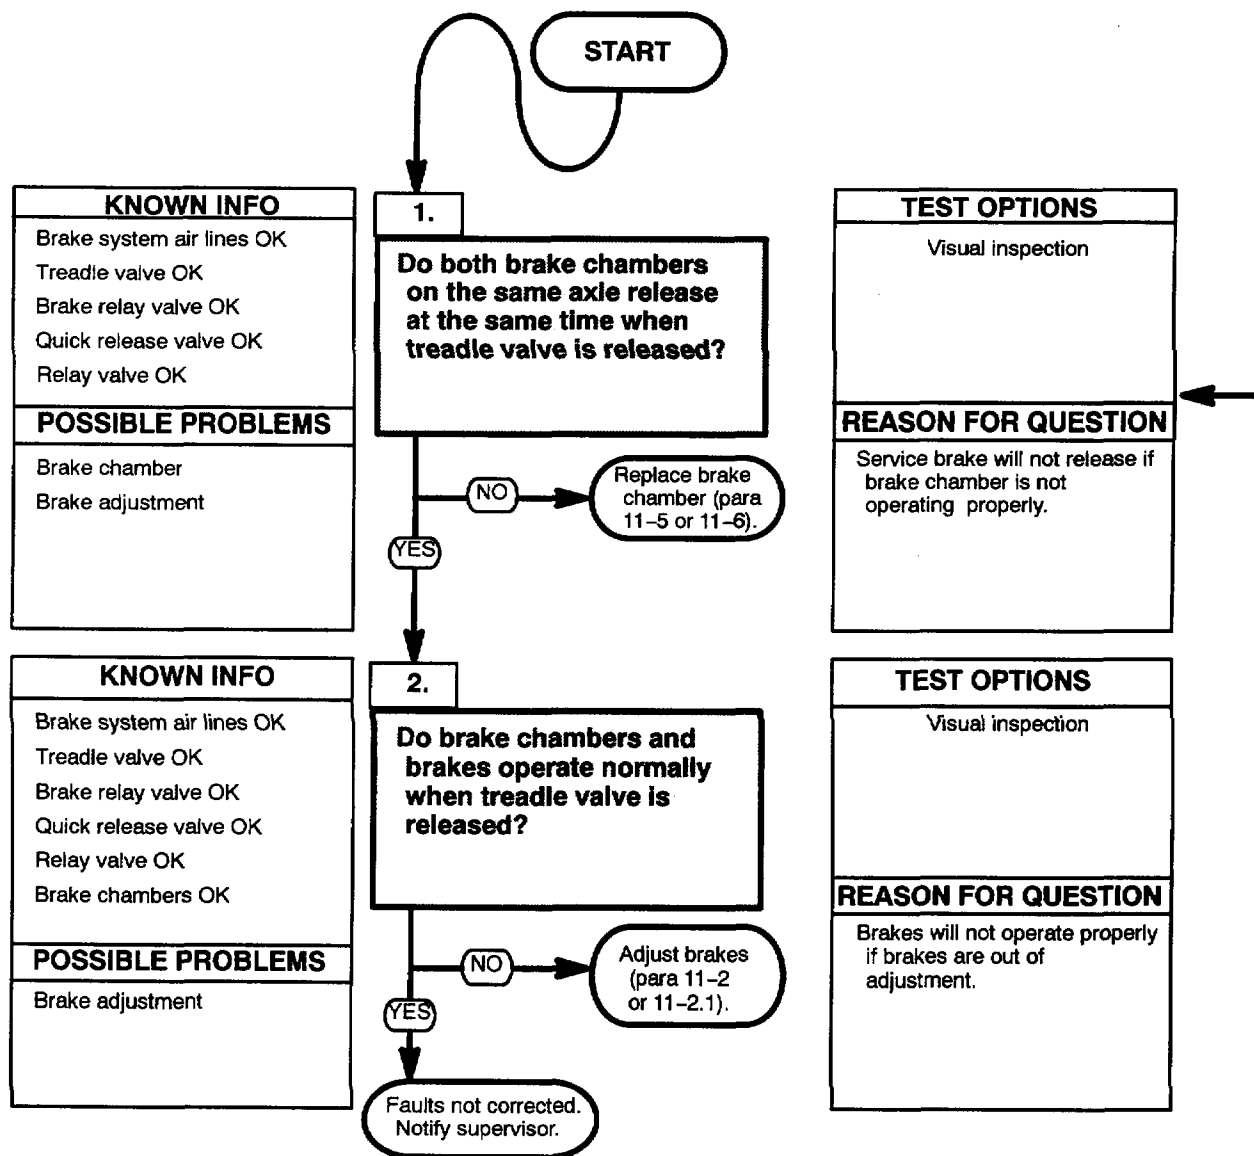 START
KNOWN INFO
Brake system air lines OK
Treadle valve OK
Brake relay valve OK
Quick release valve OK
Relay valve OK
POSSIBLE PROBLEMS
Brake chamber
Brake adjustment
1.
Do both brake chambers
on the same axle release
at the same time when
treadle valve is released?
NO
Replace brake
chamber (para
11–5 or 11–6).
YES
TEST OPTIONS
Visual inspection
REASON FOR QUESTION
Service brake will not release if
brake chamber is not
operating properly.
KNOWN INFO
Brake system air lines OK
Treadle valve OK
Brake relay valve OK
Quick release valve OK
Relay valve OK
Brake chambers OK
POSSIBLE PROBLEMS
Brake adjustment
2.
Do brake chambers and
brakes operate normally
when treadle valve is
released?
NO
Adjust brakes
(para 11–2
or 11–2.1).
YES
Faults not corrected.
Notify supervisor.
TEST OPTIONS
Visual inspection
REASON FOR QUESTION
Brakes will not operate properly
if brakes are out of
adjustment.